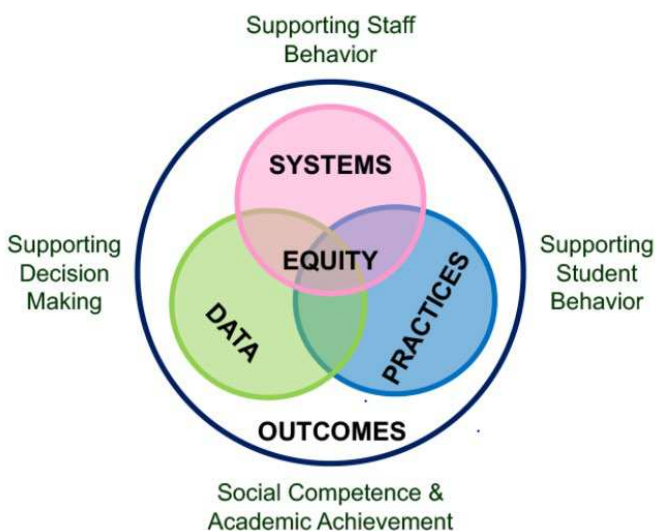 Supporting Staff
Behavior
SYSTEMS
Supporting
Decision
Making
EQUITY
Supporting
Student
Behavior
DATA
PRACTICES
OUTCOMES
Social Competence &
Academic Achievement